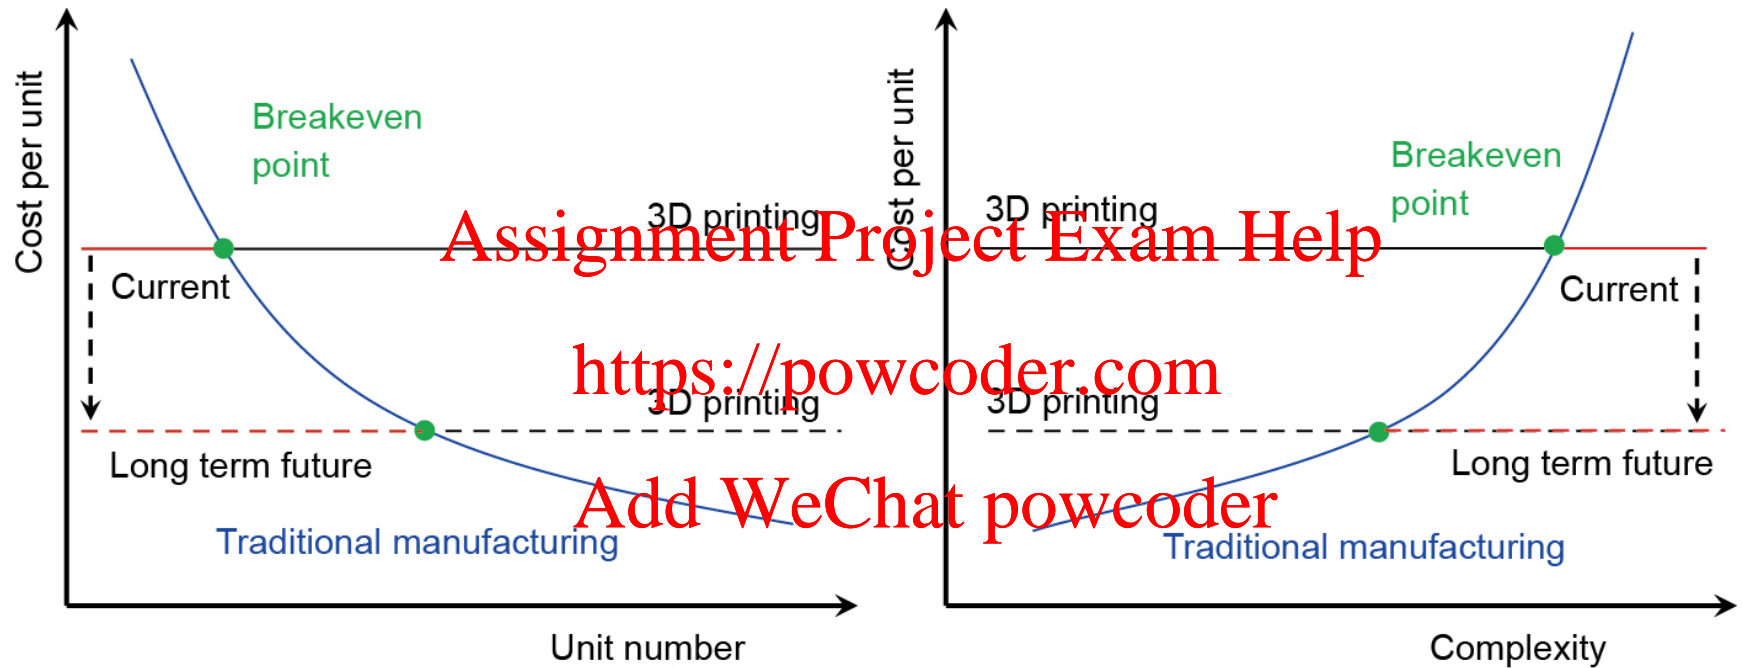 Cost per unit
Breakeven
point
3D printing
Current
3D printing
Long term future
Traditional manufacturing
Unit number
Cost per unit
Breakeven
point
3D printing
Current
3D printing
Long term future
Traditional manufacturing
Complexity
Assignment Project Exam Help
https://powcoder.com
Add WeChat powcoder